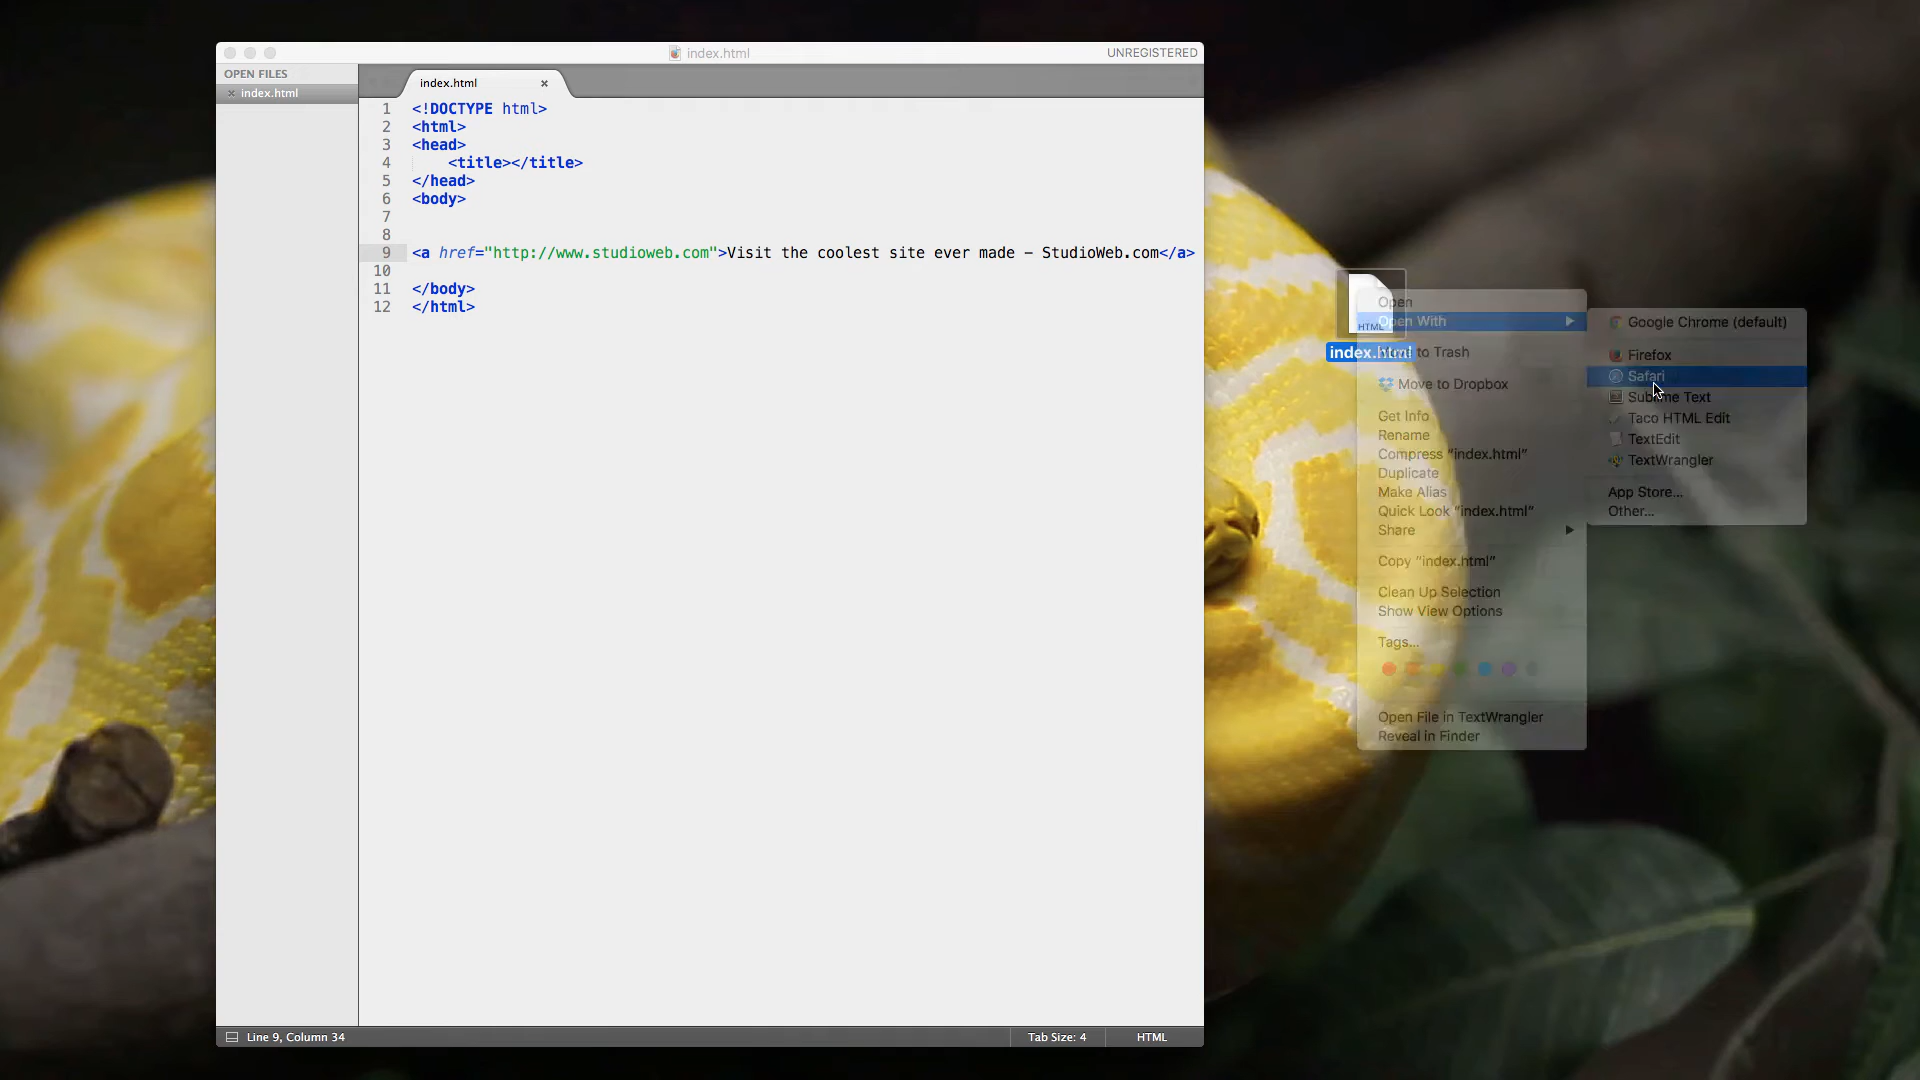 index.html
UNREGISTERED
OPEN FILES
index.html
index.html
1 <!DOCTYPE html>
2 <html>
3 <head>
4 <title></title>
5 </head>
6 <body>
7
8
9 <a href="http://www.studioweb.com">Visit the coolest site ever made – StudioWeb.com</a>
10
11 </body>
12 </html>
Line 9, Column 34
Tab Size: 4
HTML
HTML
index.html
Open
Open With
Move to Trash
Move to Dropbox
Get Info
Rename
Compress “index.html”
Duplicate
Make Alias
Quick Look “index.html”
Share
Copy “index.html”
Clean Up Selection
Show View Options
Tags...
Open File in TextWrangler
Reveal in Finder
Google Chrome (default)
Firefox
Safari
Sublime Text
Taco HTML Edit
TextEdit
TextWrangler
App Store...
Other...